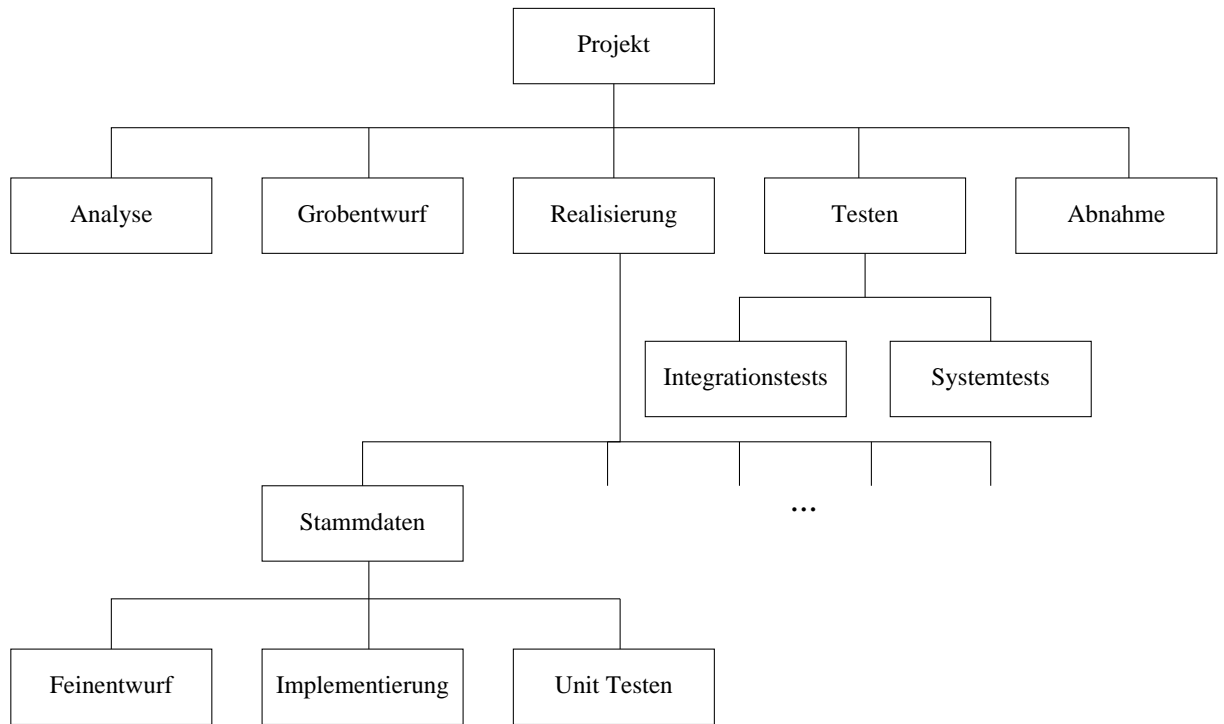 Projekt
Analyse
Grobentwurf
Realisierung
Testen
Abnahme
Integrationstests
Systemtests
Stammdaten
...
Feinentwurf
Implementierung
Unit Testen